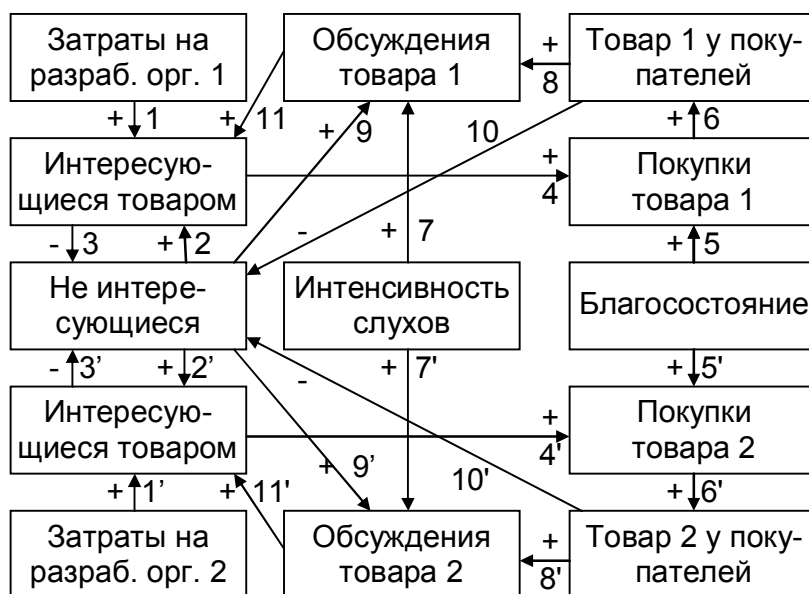 Затраты на
разраб. орг. 1
Обсуждения
товара 1
Товар 1 у поку-
пателей
+ 1
+ 11
+ 9
10
+
8
+ 6
Интересую-
щиеся товаром
+
4
Покупки
товара 1
- 3
+ 2
+ 7
-
+ 5
Не интере-
сующиеся
Интенсивность
слухов
Благосостояние
- 3’
+ 2’
-
+ 7'
+ 5'
Интересую-
щиеся товаром
+
4'
Покупки
товара 2
+ 1’
+ 11'
+ 9’
10'
+ 6'
Затраты на
разраб. орг. 2
Обсуждения
товара 2
+
8'
Товар 2 у поку-
пателей